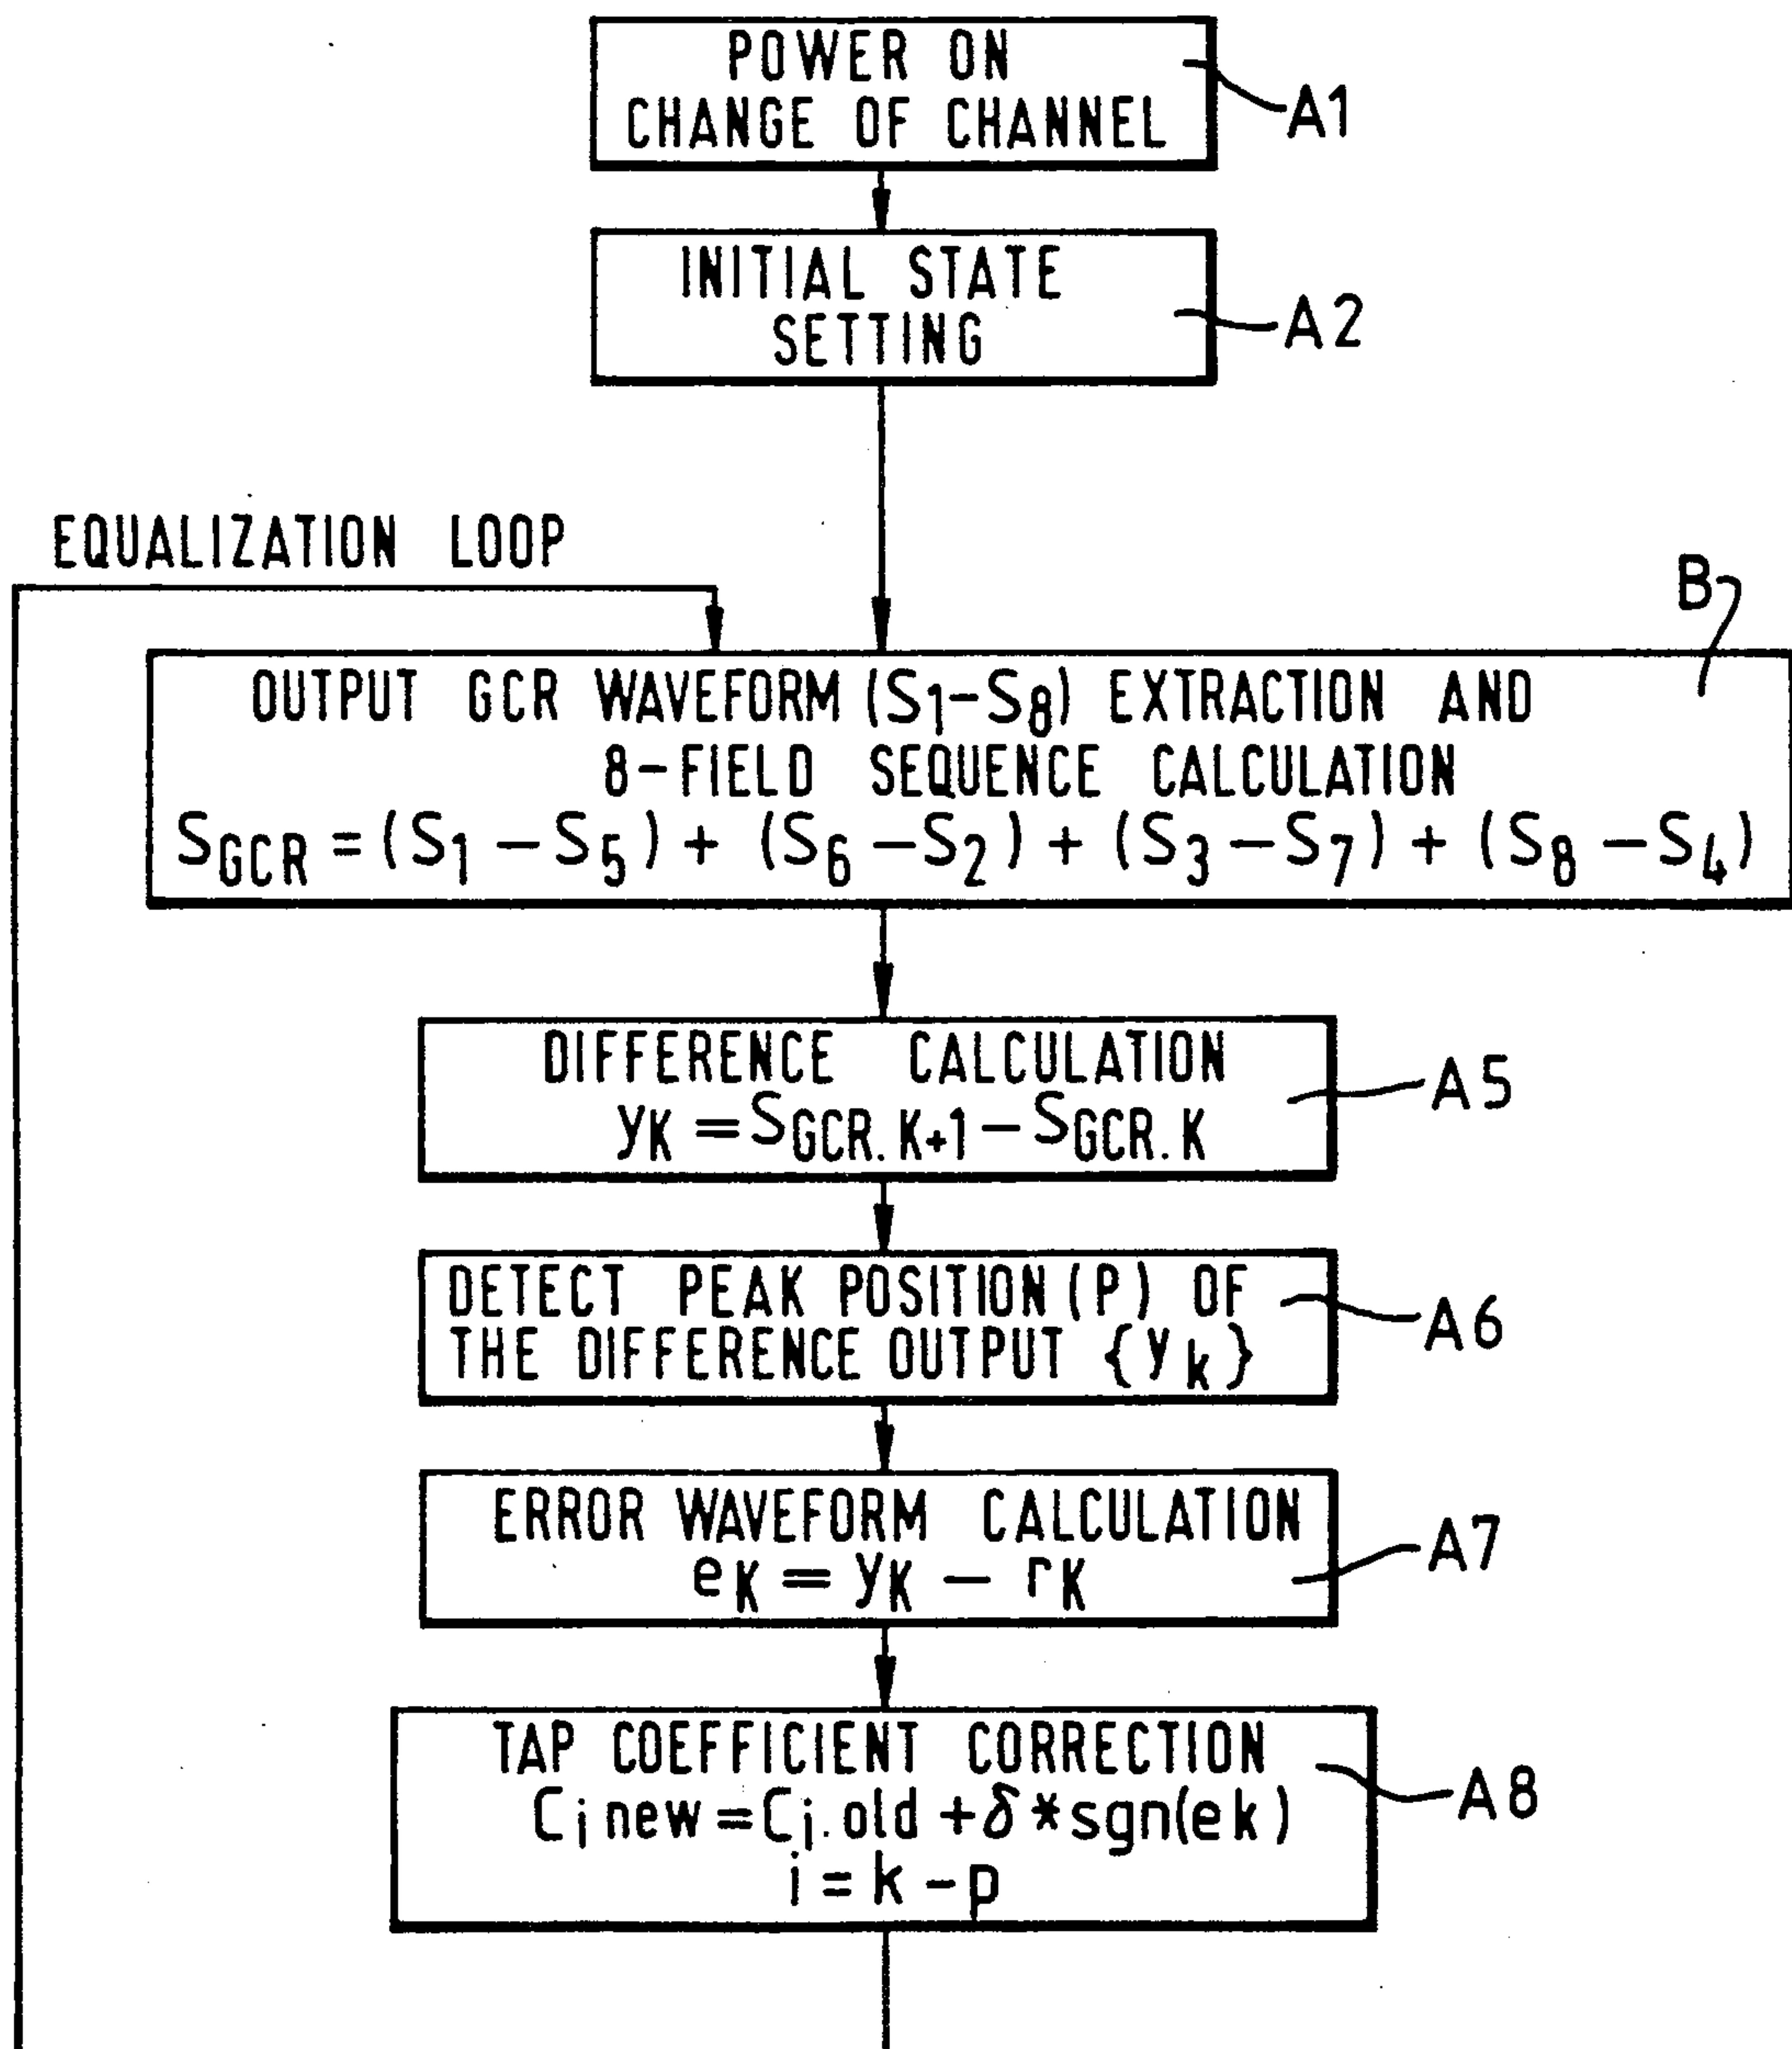 POWER ON
CHANGE OF CHANNEL
A1
INITIAL STATE
SETTING
A2
EQUALIZATION LOOP
B
OUTPUT GCR WAVEFORM (S1-S8) EXTRACTION AND
8-FIELD SEQUENCE CALCULATION
SGCR = (S1 - S5) + (S6 - S2) + (S3 - S7) + (S8 - S4)
DIFFERENCE CALCULATION
yK = SGCR.K+1 - SGCR.K
A5
DETECT PEAK POSITION (P) OF
THE DIFFERENCE OUTPUT {yk}
A6
ERROR WAVEFORM CALCULATION
eK = yK - rK
A7
TAP COEFFICIENT CORRECTION
Ci new = Ci.old + δ * sgn(ek)
i = k - p
A8